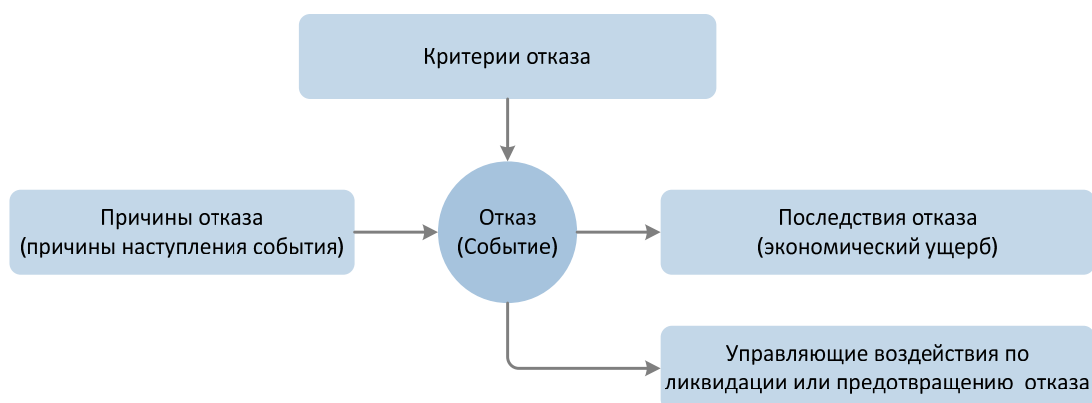 Критерии отказа
Причины отказа
(причины наступления события)
Отказ
(Событие)
Последствия отказа
(экономический ущерб)
Управляющие воздействия по
ликвидации или предотвращению отказа